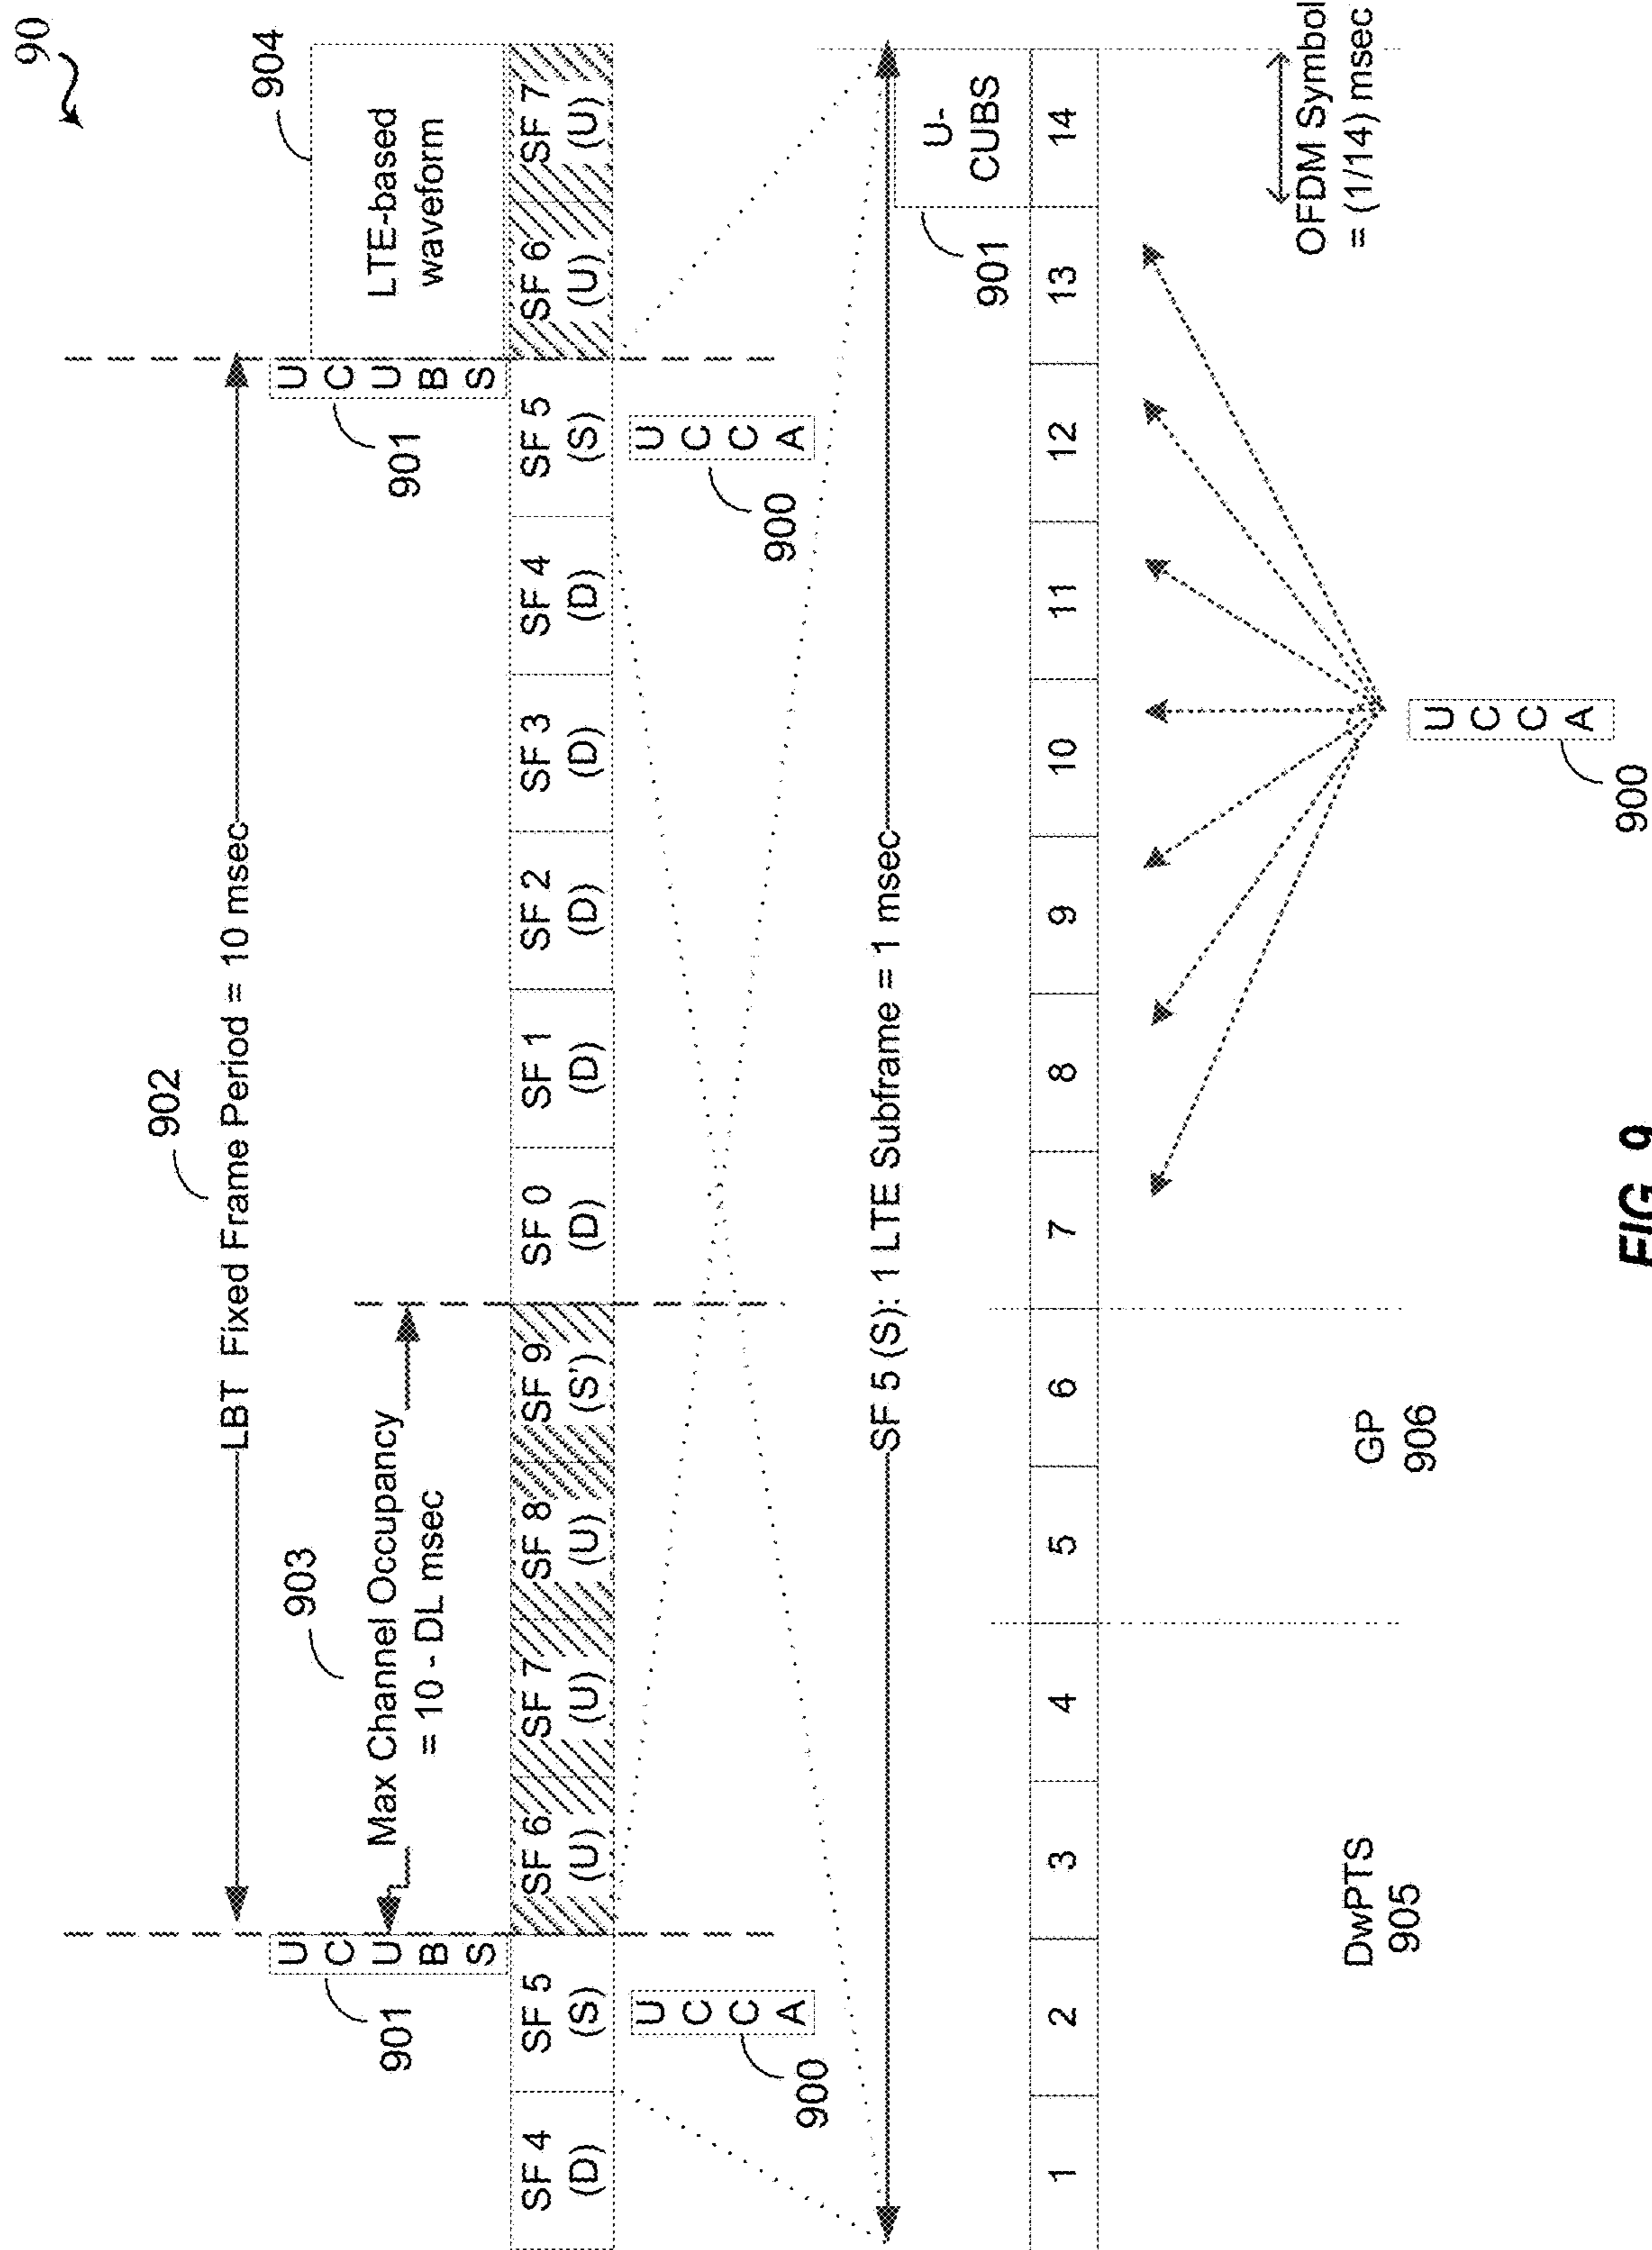 90
902
LBT Fixed Frame Period = 10 msec
903
904
Max Channel Occupancy
= 10 - DL msec
LTE-based
waveform
901
U
C
U
B
S
901
U
C
U
B
S
SF 4
(D)
SF 5
(S)
SF 6
(U)
SF 7
(U)
SF 8
(U)
SF 9
(S')
SF 0
(D)
SF 1
(D)
SF 2
(D)
SF 3
(D)
SF 4
(D)
SF 5
(S)
SF 6
(U)
SF 7
(U)
900
U
C
C
A
900
U
C
C
A
SF 5 (S): 1 LTE Subframe = 1 msec
901
U-
CUBS
1
2
3
4
5
6
7
8
9
10
11
12
13
14
OFDM Symbol
= (1/14) msec
DwPTS
905
GP
906
U
C
C
A
900
FIG 9